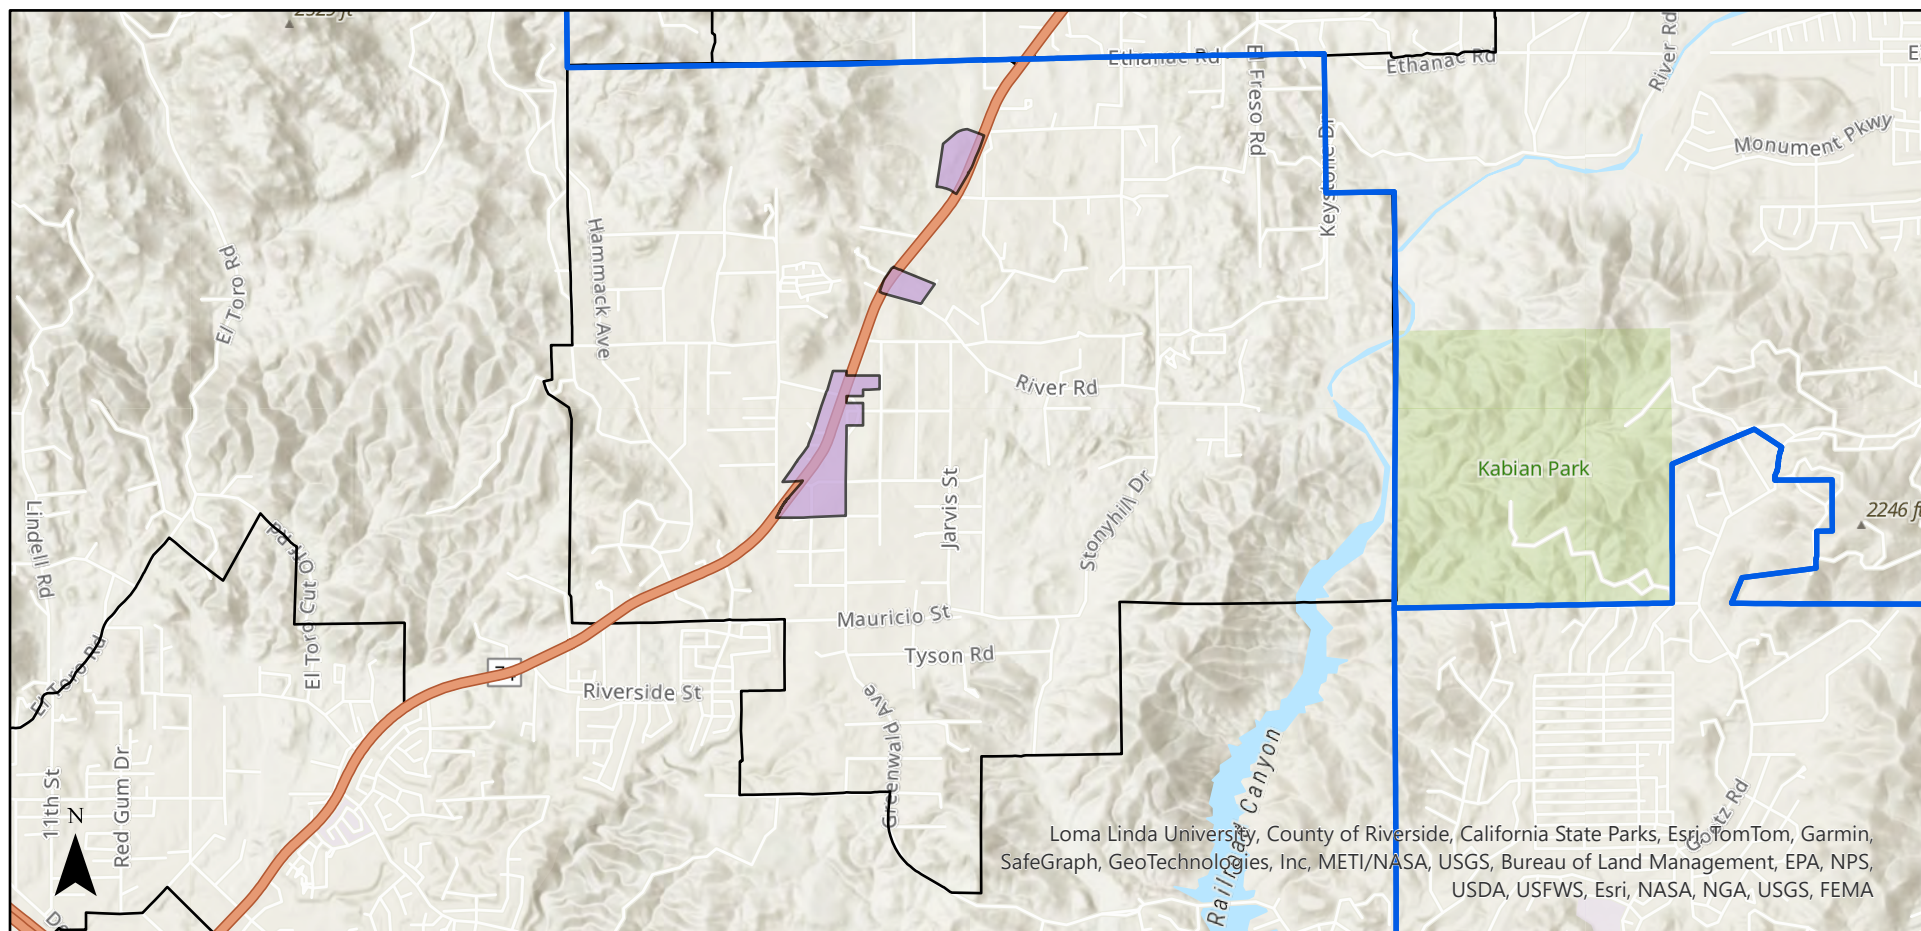 2525 ft
Ethanac Rd
El Freso Rd
Ethanac Rd
River Rd
Monument Pkwy
Keystone Dr
Hammack Ave
El Toro Rd
River Rd
Kabian Park
2246 ft
Jarvis St
Stonyhill Dr
Lindell Rd
El Toro Cut Off Rd
Mauricio St
Tyson Rd
El Toro Rd
74
Riverside St
Greenwald Ave
11th St
Red Gum Dr
N
Railroad Canyon
Goetz Rd
Loma Linda University, County of Riverside, California State Parks, Esri, TomTom, Garmin,
SafeGraph, GeoTechnologies, Inc, METI/NASA, USGS, Bureau of Land Management, EPA, NPS,
USDA, USFWS, Esri, NASA, NGA, USGS, FEMA